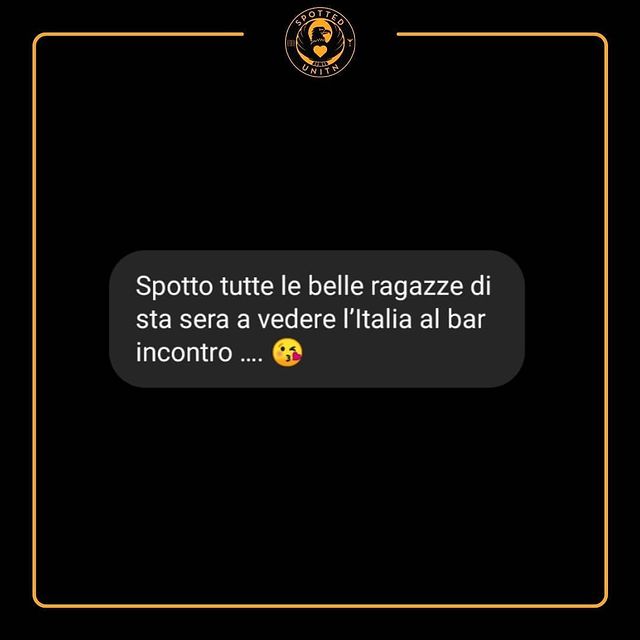 SPOTTED
UNITN
Spotto tutte le belle ragazze di
sta sera a vedere l’Italia al bar
incontro .... 😘